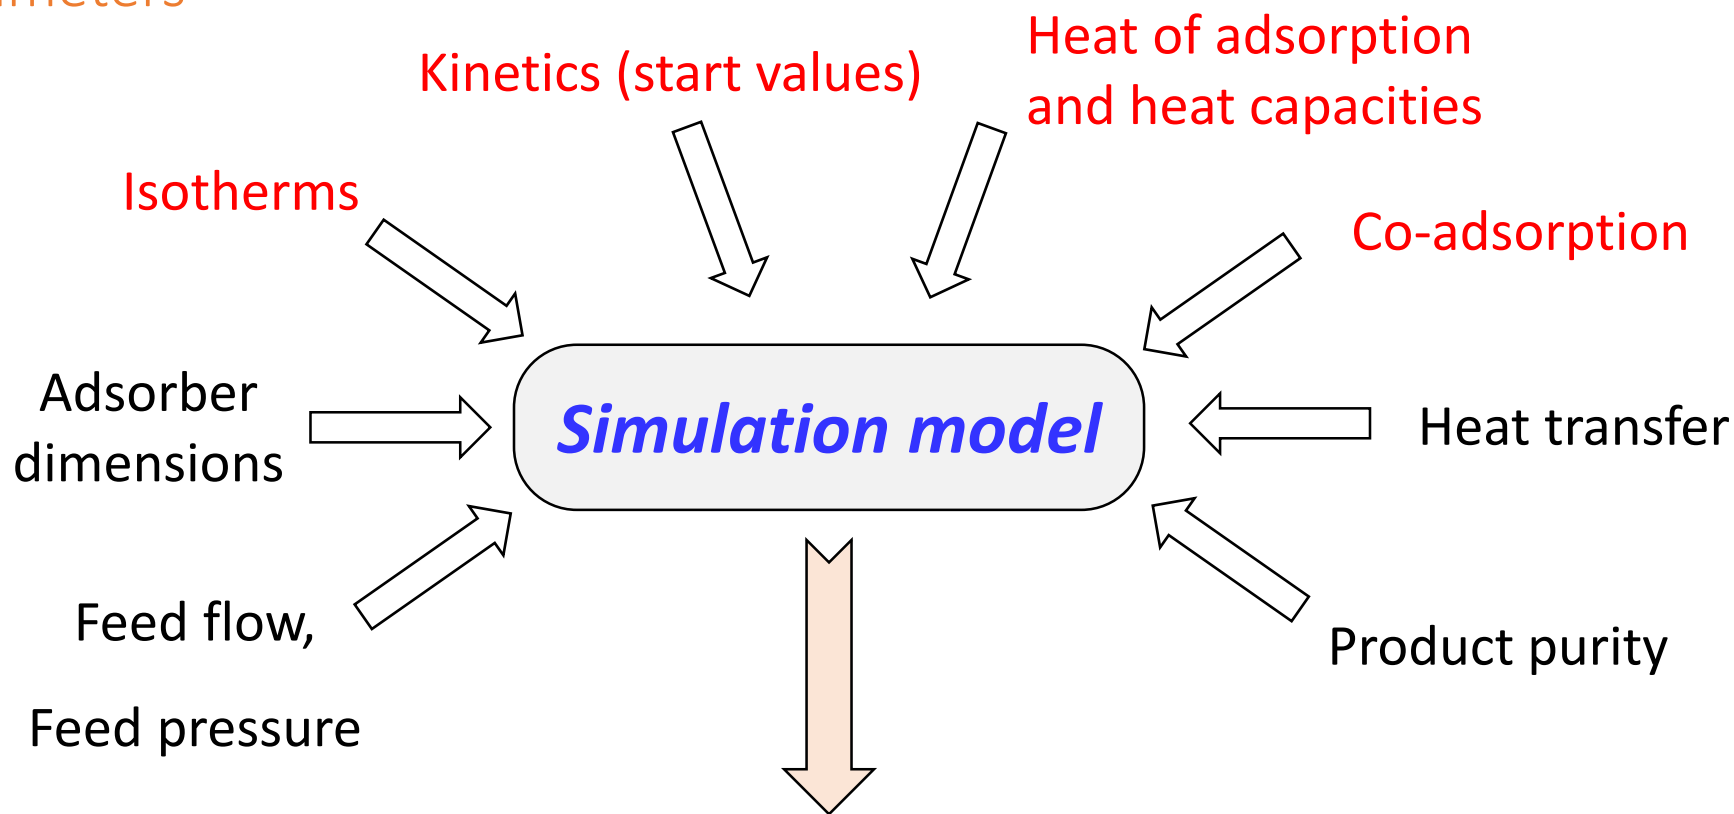 Kinetics (start values)
Heat of adsorption
and heat capacities
Isotherms
Co-adsorption
Adsorber
dimensions
Simulation model
Heat transfer
Feed flow,
Product purity
Feed pressure